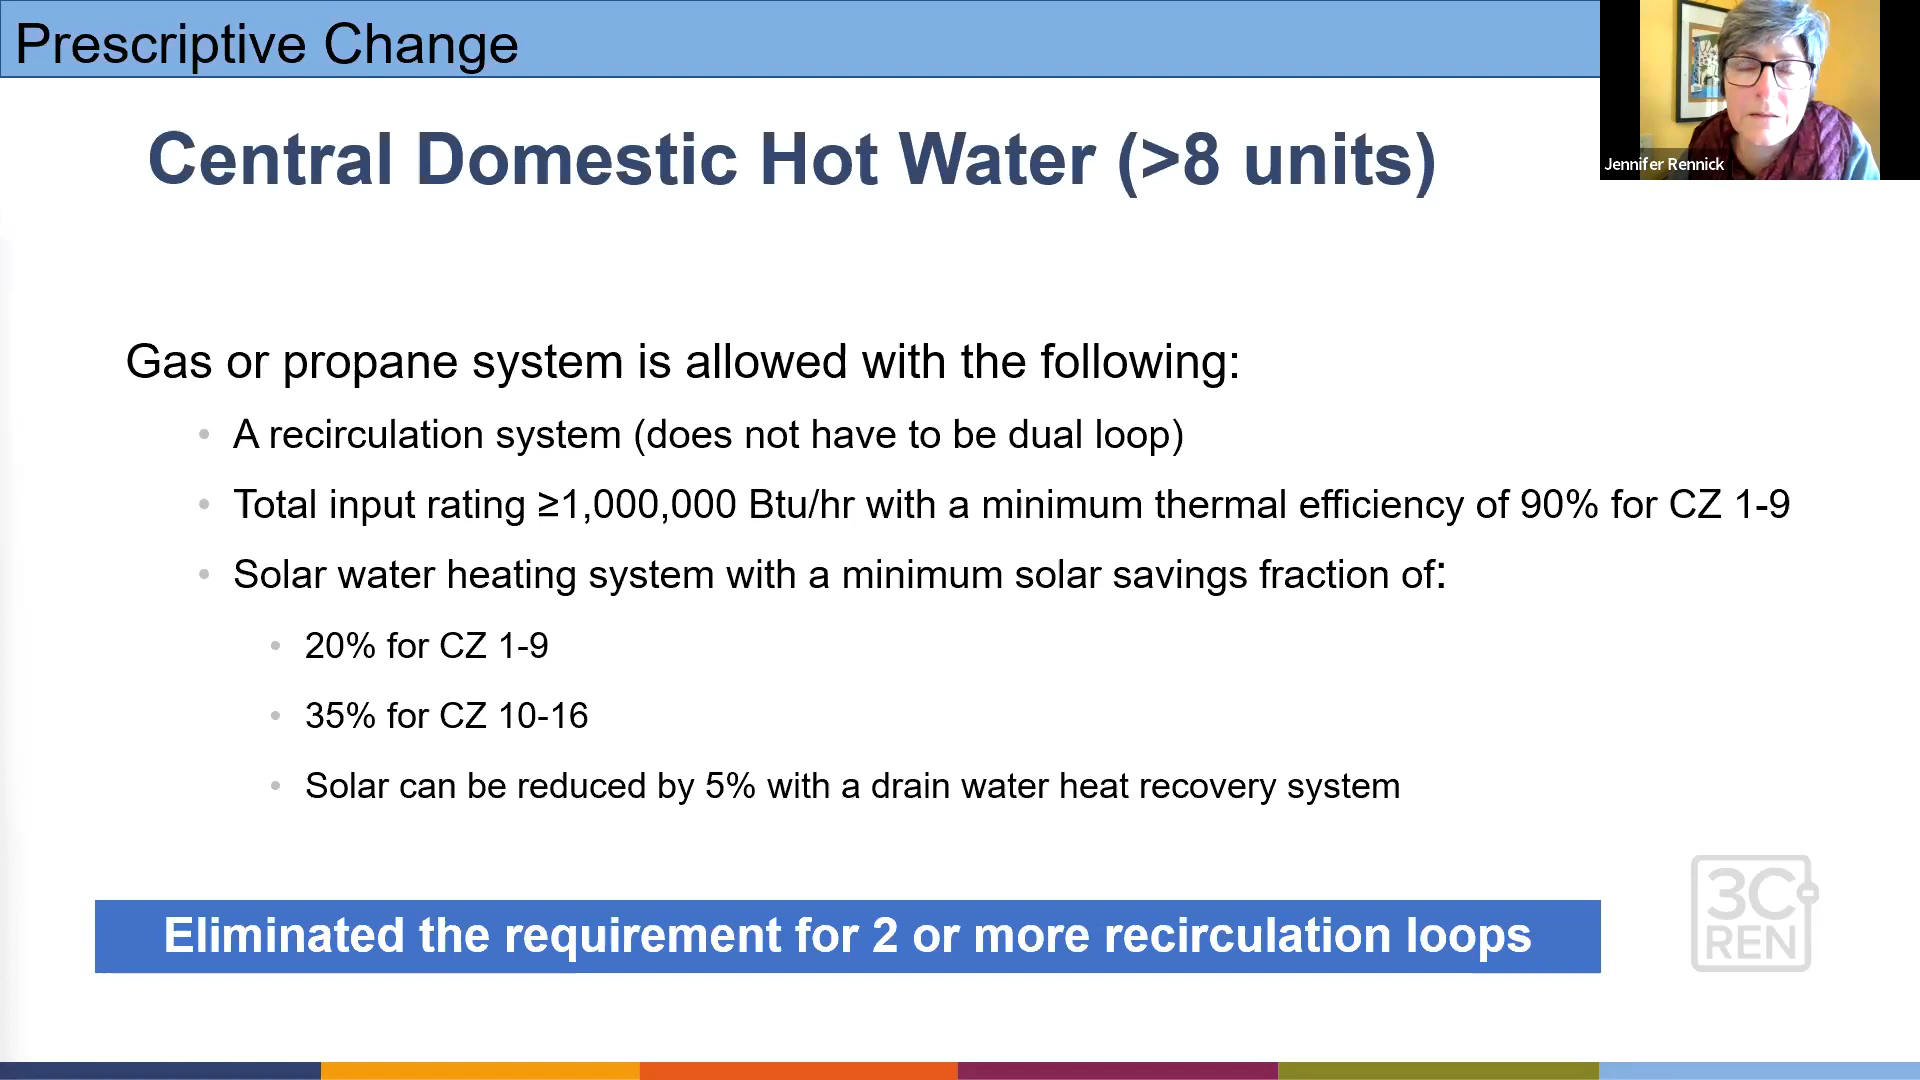 Prescriptive Change
Jennifer Rennick
Central Domestic Hot Water (>8 units)
Gas or propane system is allowed with the following:
• A recirculation system (does not have to be dual loop)
• Total input rating ≥1,000,000 Btu/hr with a minimum thermal efficiency of 90% for CZ 1-9
• Solar water heating system with a minimum solar savings fraction of:
• 20% for CZ 1-9
• 35% for CZ 10-16
• Solar can be reduced by 5% with a drain water heat recovery system
Eliminated the requirement for 2 or more recirculation loops
3C
REN